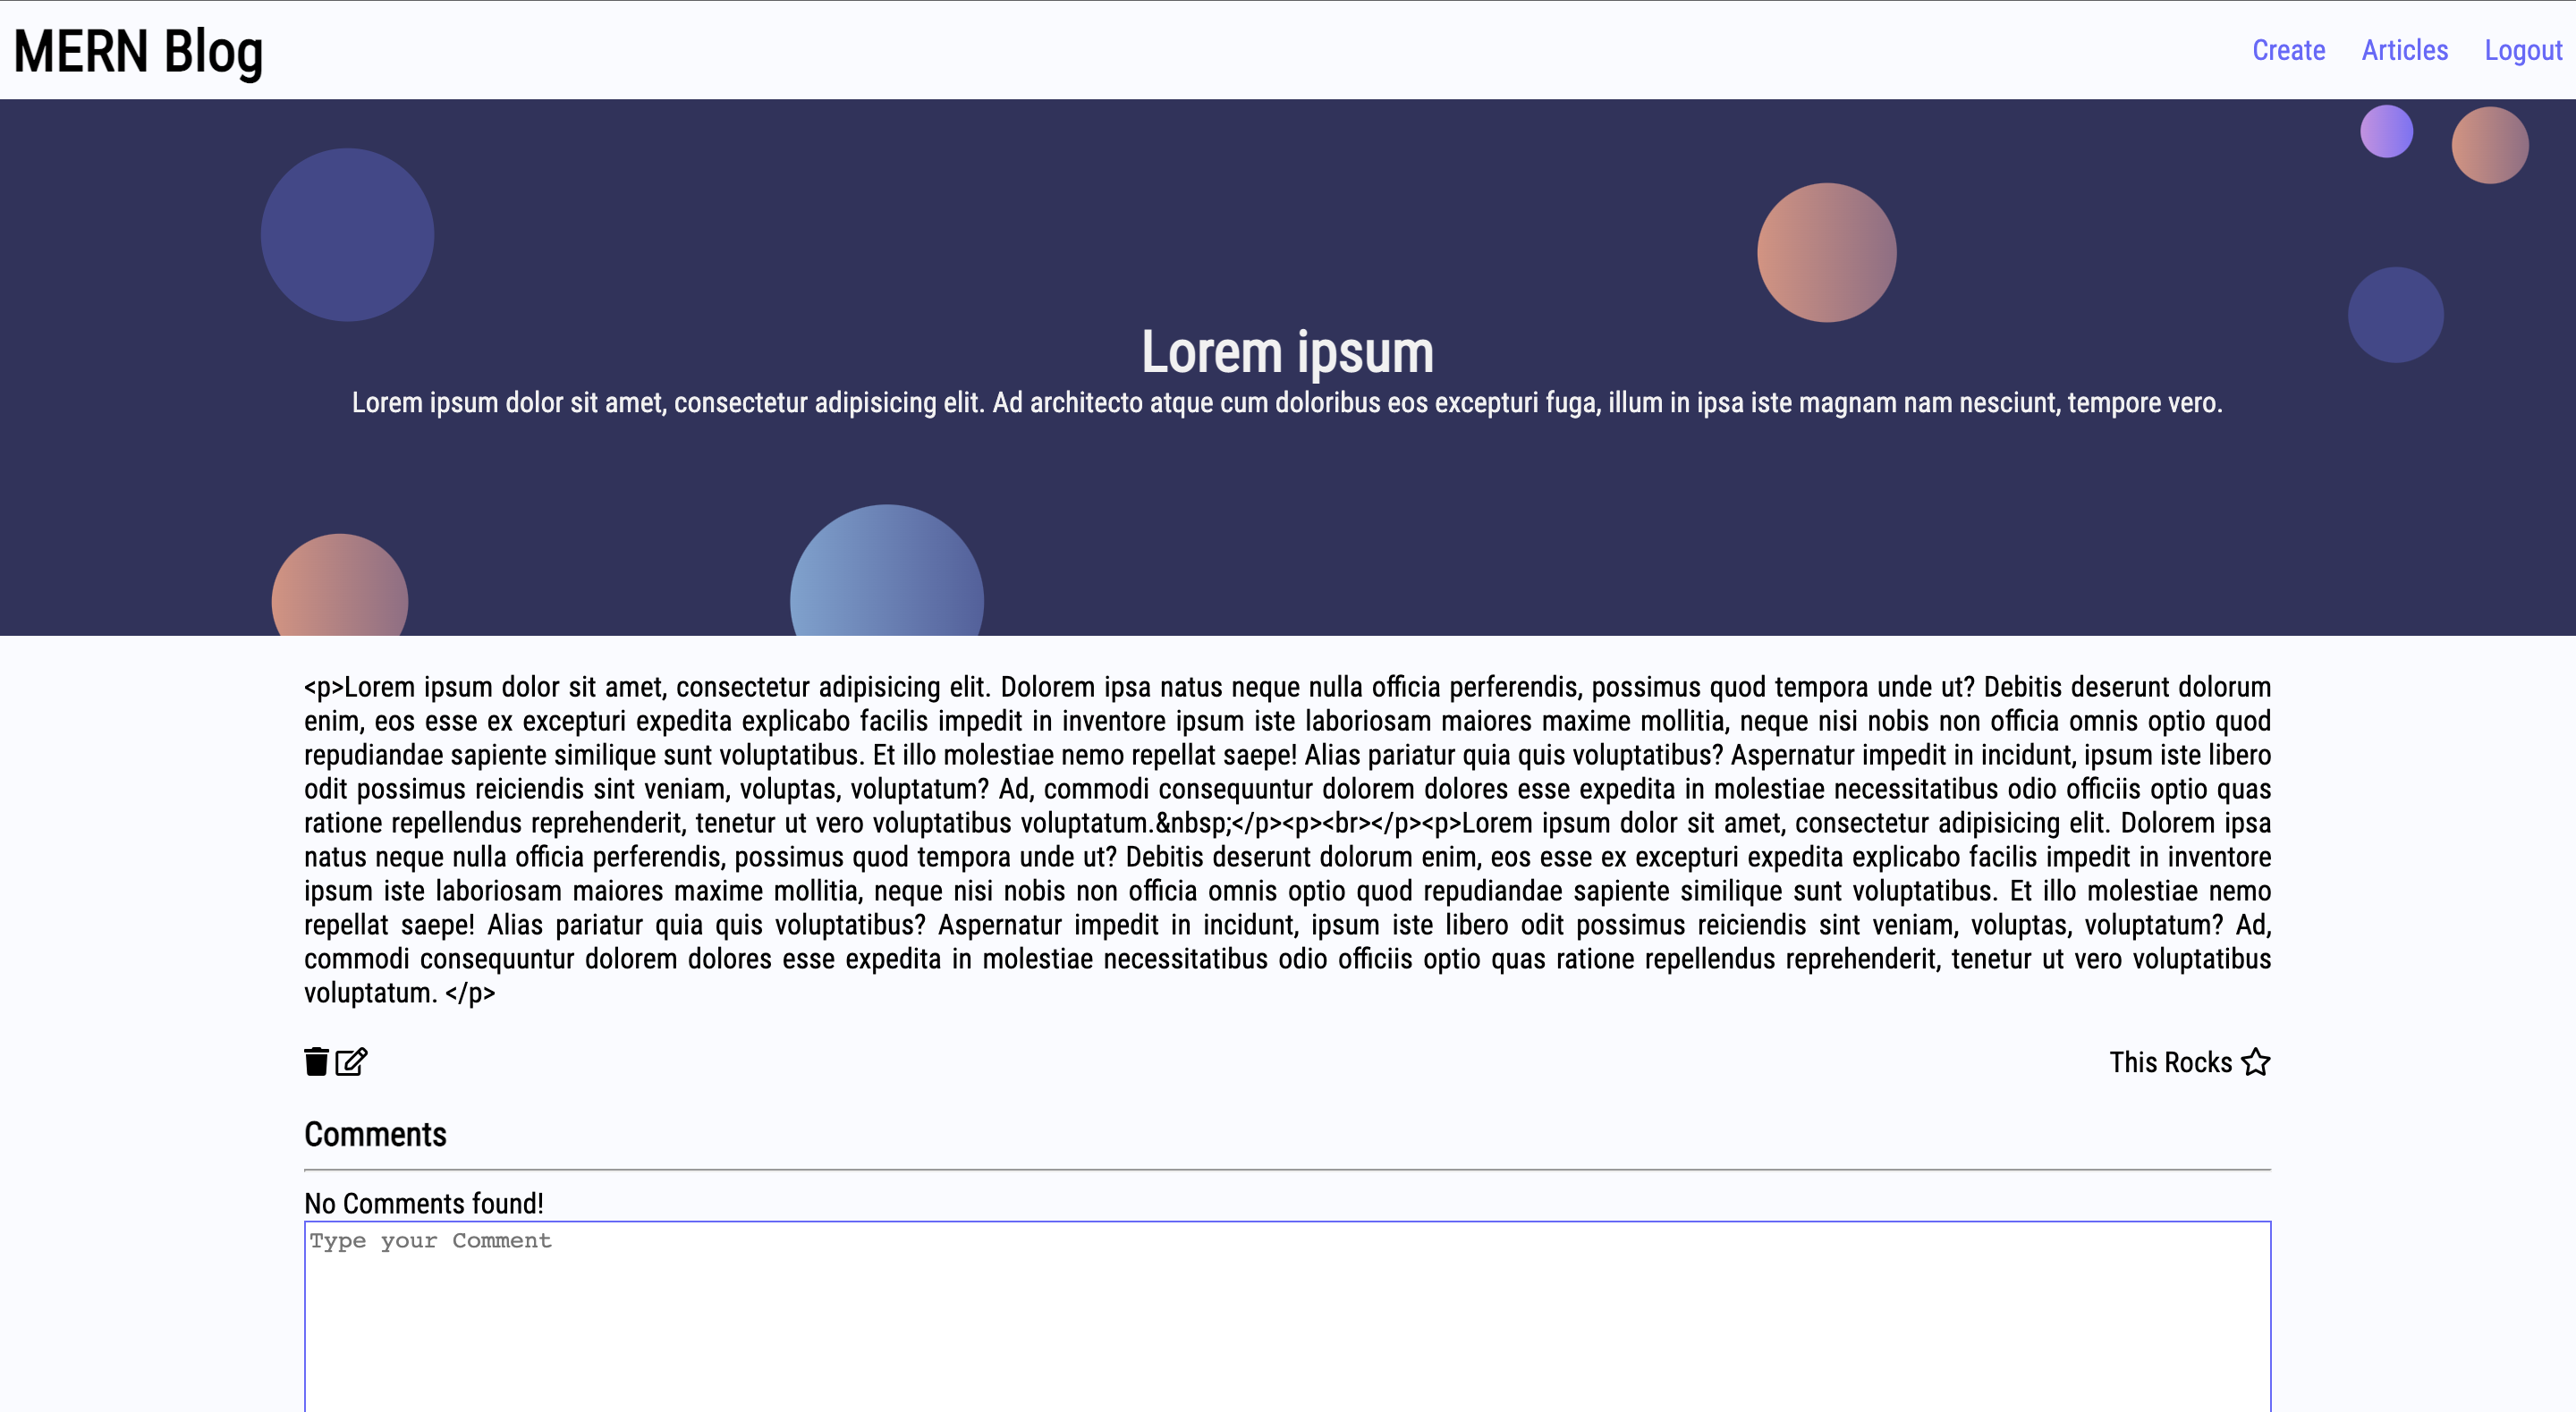 MERN Blog
Create Articles Logout
Lorem ipsum
Lorem ipsum dolor sit amet, consectetur adipisicing elit. Ad architecto atque cum doloribus eos excepturi fuga, illum in ipsa iste magnam nam nesciunt, tempore vero.
<p>Lorem ipsum dolor sit amet, consectetur adipisicing elit. Dolorem ipsa natus neque nulla officia perferendis, possimus quod tempora unde ut? Debitis deserunt dolorum
enim, eos esse ex excepturi expedita explicabo facilis impedit in inventore ipsum iste laboriosam maiores maxime mollitia, neque nisi nobis non officia omnis optio quod
repudiandae sapiente similique sunt voluptatibus. Et illo molestiae nemo repellat saepe! Alias pariatur quia quis voluptatibus? Aspernatur impedit in incidunt, ipsum iste libero
odit possimus reiciendis sint veniam, voluptas, voluptatum? Ad, commodi consequuntur dolorem dolores esse expedita in molestiae necessitatibus odio officiis optio quas
ratione repellendus reprehenderit, tenetur ut vero voluptatibus voluptatum.&nbsp;</p><p><br></p><p>Lorem ipsum dolor sit amet, consectetur adipisicing elit. Dolorem ipsa
natus neque nulla officia perferendis, possimus quod tempora unde ut? Debitis deserunt dolorum enim, eos esse ex excepturi expedita explicabo facilis impedit in inventore
ipsum iste laboriosam maiores maxime mollitia, neque nisi nobis non officia omnis optio quod repudiandae sapiente similique sunt voluptatibus. Et illo molestiae nemo
repellat saepe! Alias pariatur quia quis voluptatibus? Aspernatur impedit in incidunt, ipsum iste libero odit possimus reiciendis sint veniam, voluptas, voluptatum? Ad,
commodi consequuntur dolorem dolores esse expedita in molestiae necessitatibus odio officiis optio quas ratione repellendus reprehenderit, tenetur ut vero voluptatibus
voluptatum. </p>
This Rocks
Comments
No Comments found!
Type your Comment